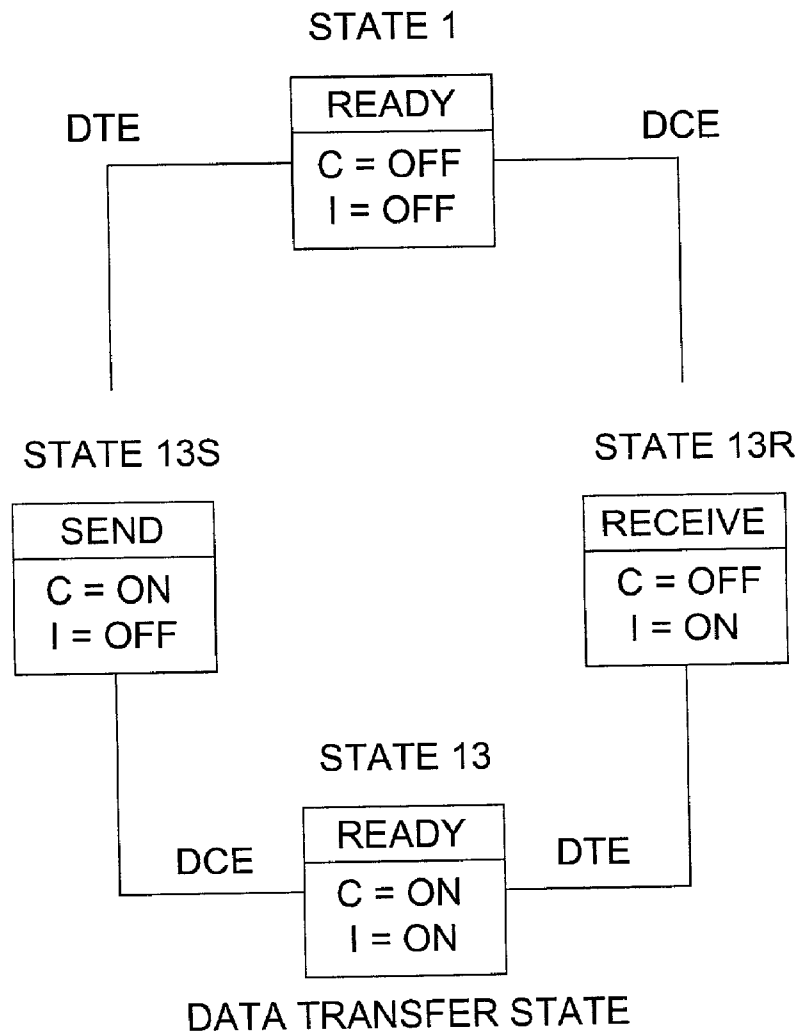 STATE 1
READY
DTE
DCE
C = OFF
I = OFF
STATE 13S
STATE 13R
SEND
C = ON
I = OFF
RECEIVE
C = OFF
I = ON
STATE 13
READY
DCE
DTE
C = ON
I = ON
DATA TRANSFER STATE